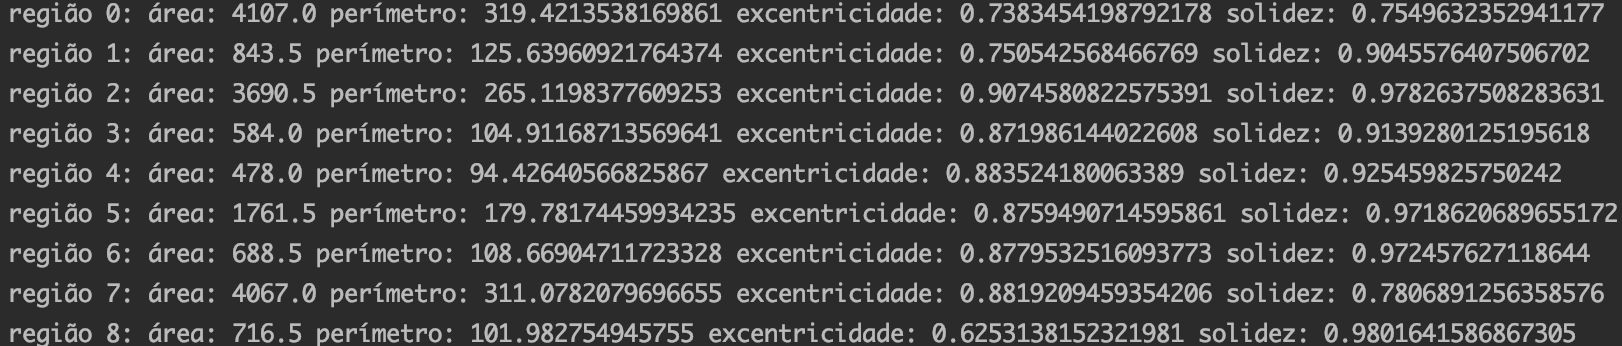 região 0: área: 4107.0 perímetro: 319.4213538169861 excentricidade: 0.7383454198792178 solidez: 0.7549632352941177
região 1: área: 843.5 perímetro: 125.63960921764374 excentricidade: 0.750542568466769 solidez: 0.9045576407506702
região 2: área: 3690.5 perímetro: 265.1198377609253 excentricidade: 0.9074580822575391 solidez: 0.9782637508283631
região 3: área: 584.0 perímetro: 104.91168713569641 excentricidade: 0.871986144022608 solidez: 0.9139280125195618
região 4: área: 478.0 perímetro: 94.42640566825867 excentricidade: 0.883524180063389 solidez: 0.925459825750242
região 5: área: 1761.5 perímetro: 179.78174459934235 excentricidade: 0.8759490714595861 solidez: 0.9718620689655172
região 6: área: 688.5 perímetro: 108.66904711723328 excentricidade: 0.8779532516093773 solidez: 0.972457627118644
região 7: área: 4067.0 perímetro: 311.0782079696655 excentricidade: 0.8819209459354206 solidez: 0.7806891256358576
região 8: área: 716.5 perímetro: 101.982754945755 excentricidade: 0.6253138152321981 solidez: 0.9801641586867305